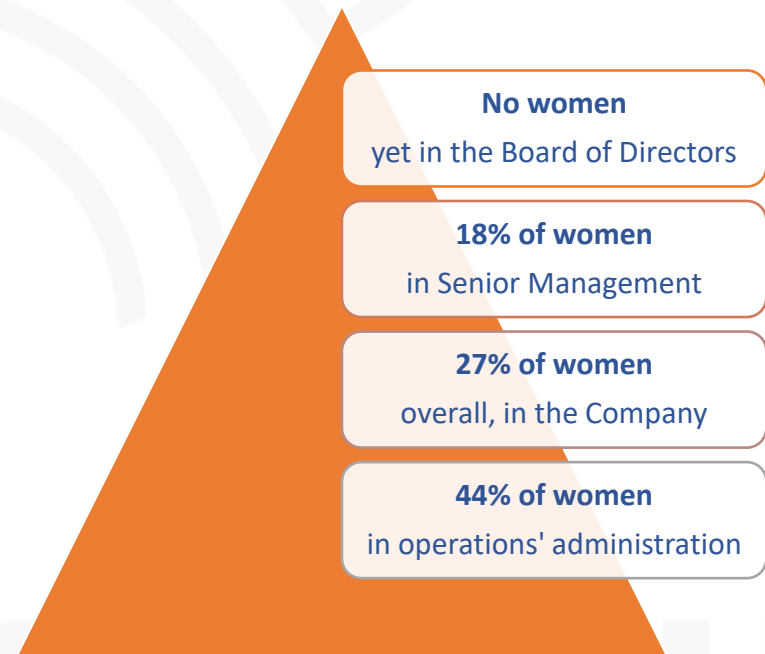 No women
yet in the Board of Directors
18% of women
in Senior Management
27% of women
overall, in the Company
44% of women
in operations' administration